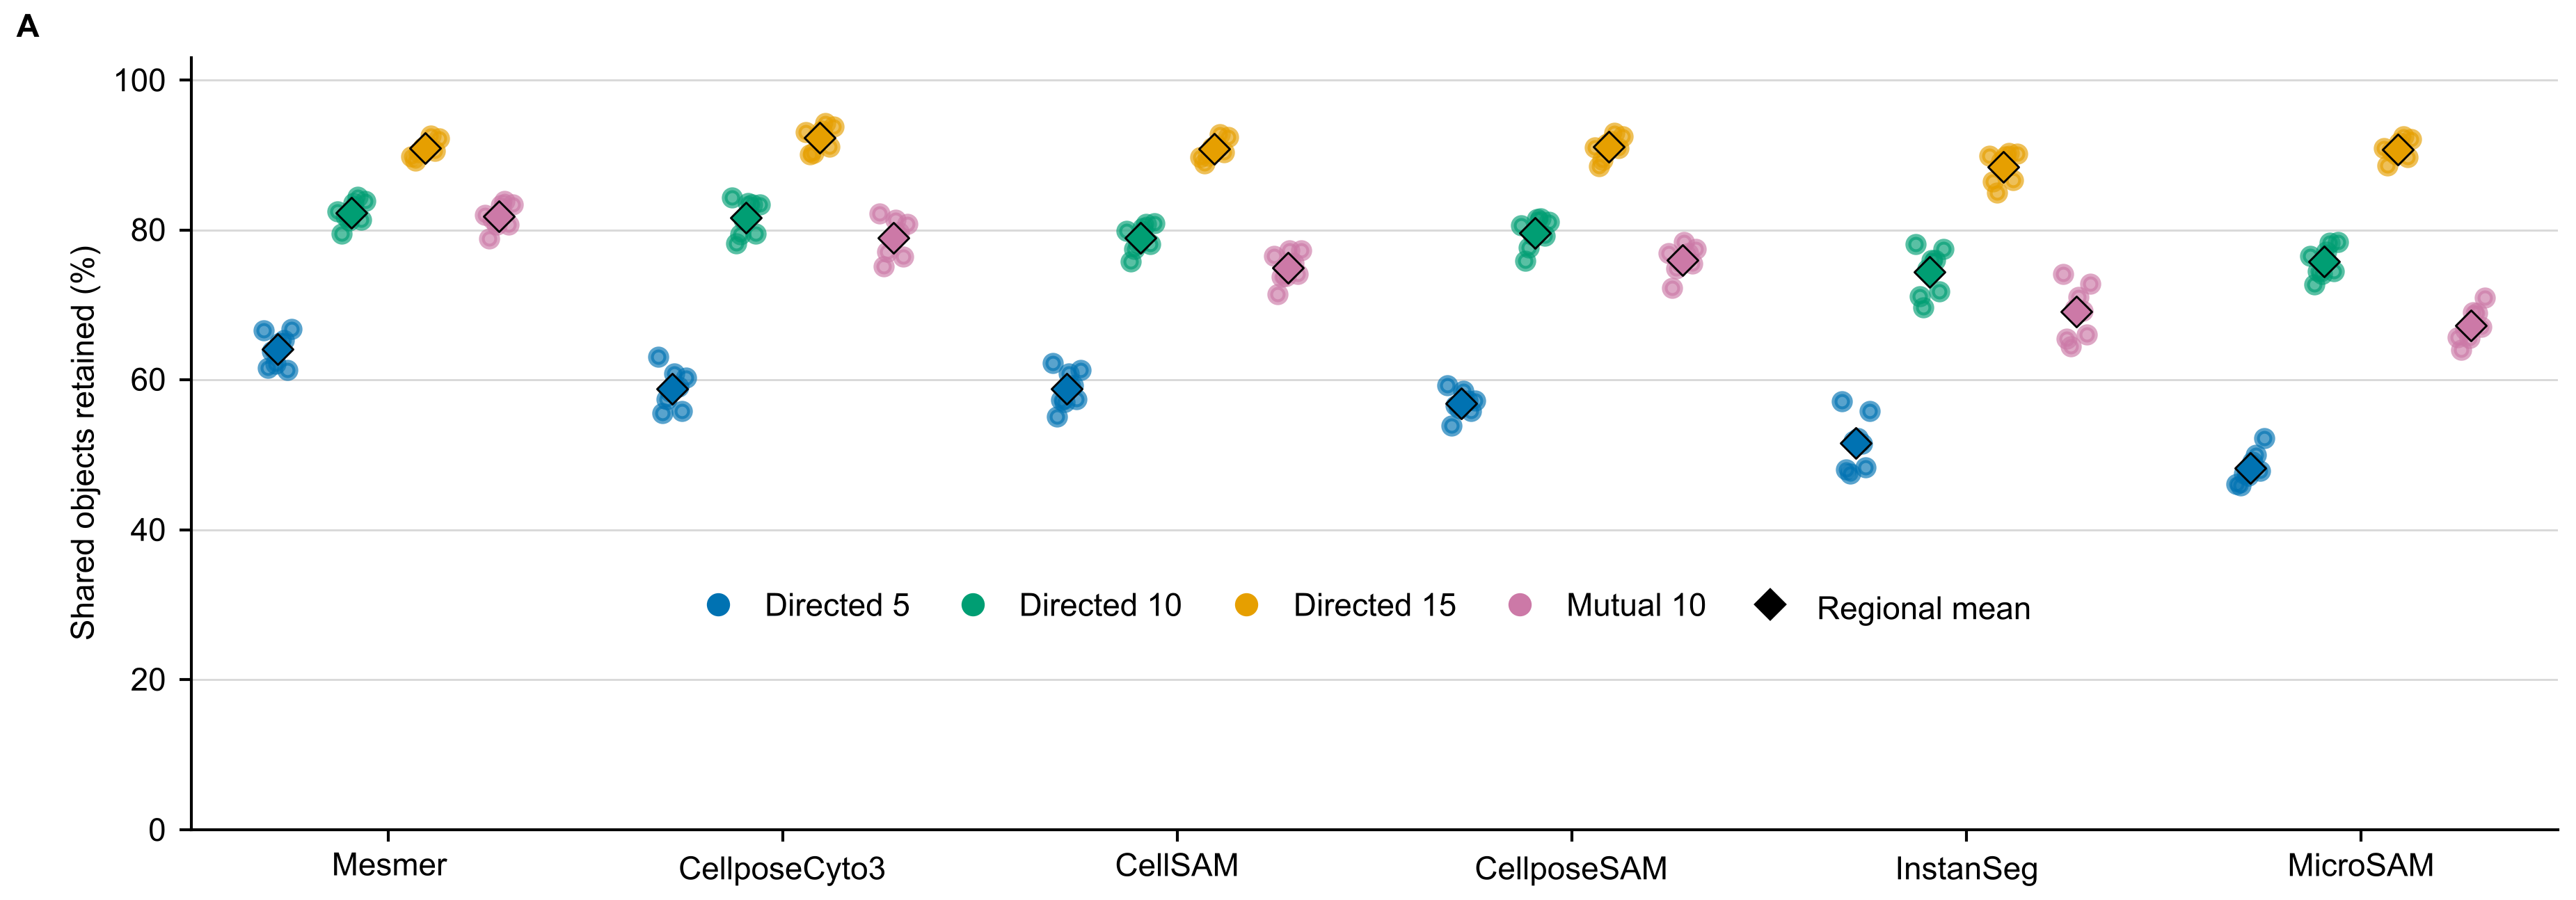 A
Shared objects retained (%)
100
80
60
40
20
0
Directed 5 Directed 10 Directed 15 Mutual 10 Regional mean
Mesmer CellposeCyto3 CellSAM CellposeSAM InstanSeg MicroSAM